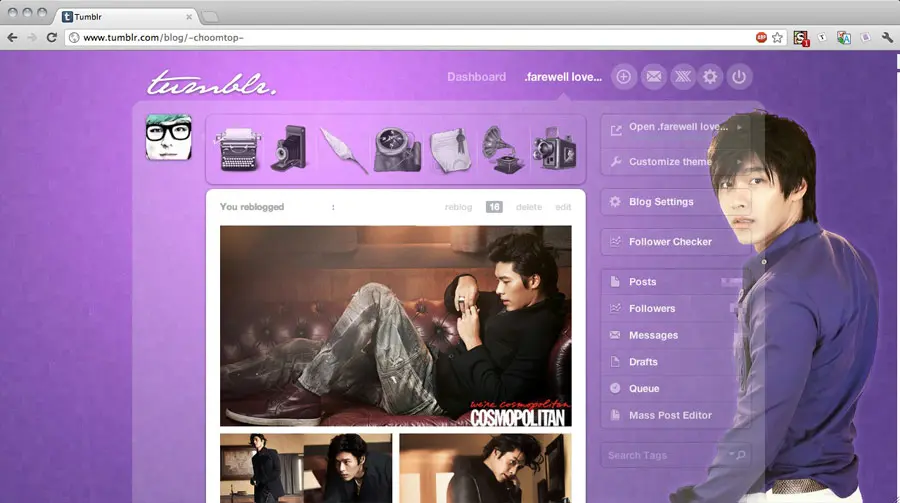 Tumblr
www.tumblr.com/blog/-choomtop-
ABP
1
tumblr.
Dashboard
.farewell love...
Open .farewell love...
Customize theme
Blog Settings
Follower Checker
Posts
Followers
Messages
Drafts
Queue
Mass Post Editor
Search Tags
You reblogged :
reblog 16 delete edit
we're cosmopolitan
COSMOPOLITAN